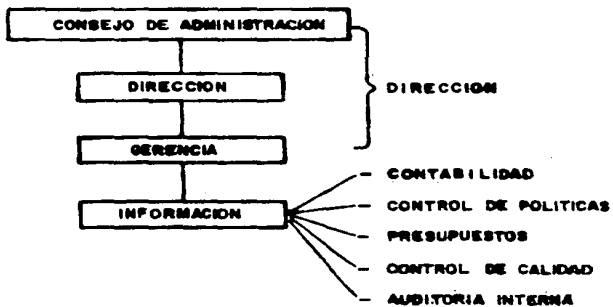 CONSEJO DE ADMINISTRACION
DIRECCION
DIRECCION
GERENCIA
INFORMACION
- CONTABILIDAD
- CONTROL DE POLITICAS
- PRESUPUESTOS
- CONTROL DE CALIDAD
- AUDITORIA INTERNA